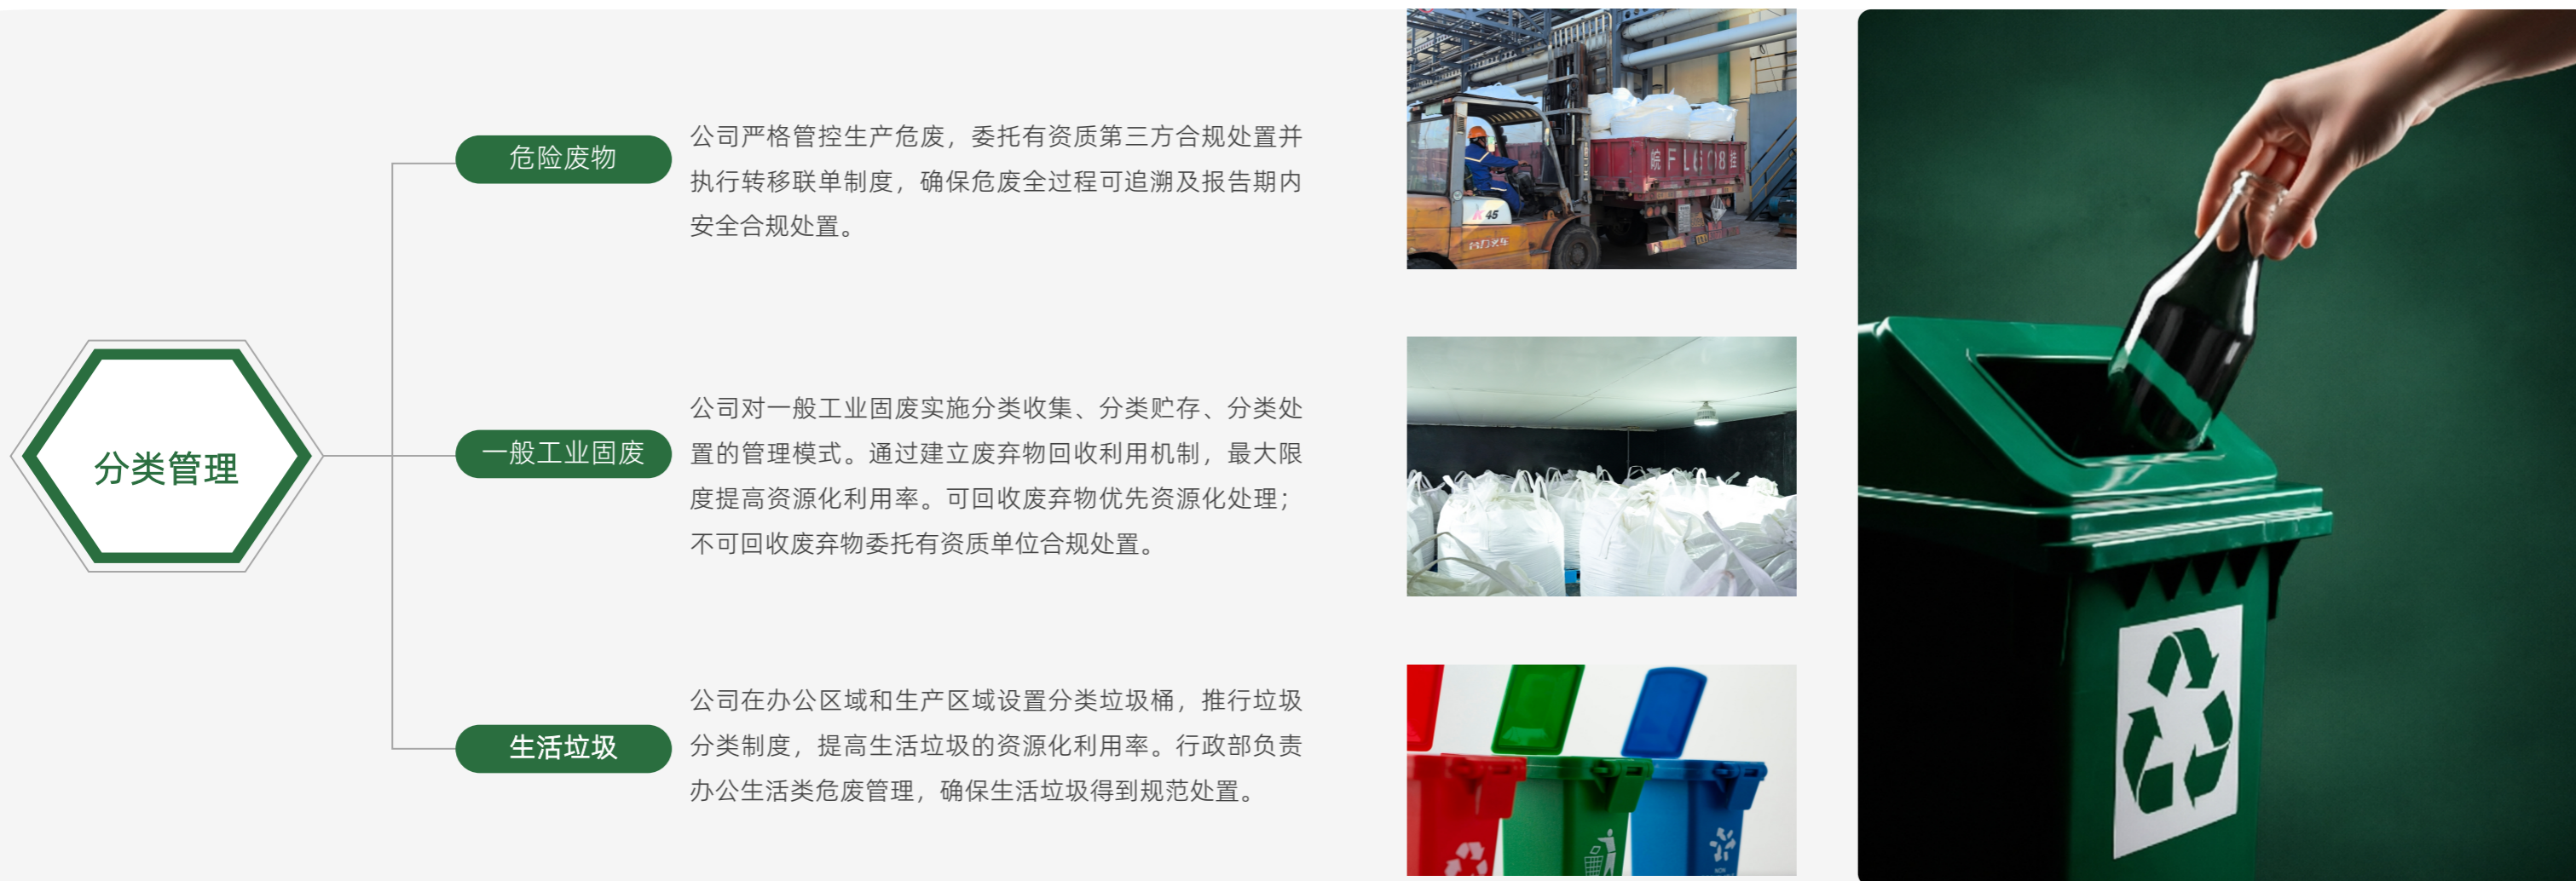 分类管理
危险废物
公司严格管控生产危废，委托有资质第三方合规处置并
执行转移联单制度，确保危废全过程可追溯及报告期内
安全合规处置。
一般工业固废
公司对一般工业固废实施分类收集、分类贮存、分类处
置的管理模式。通过建立废弃物回收利用机制，最大限
度提高资源化利用率。可回收废弃物优先资源化处理；
不可回收废弃物委托有资质单位合规处置。
生活垃圾
公司在办公区域和生产区域设置分类垃圾桶，推行垃圾
分类制度，提高生活垃圾的资源化利用率。行政部负责
办公生活类危废管理，确保生活垃圾得到规范处置。
K 45